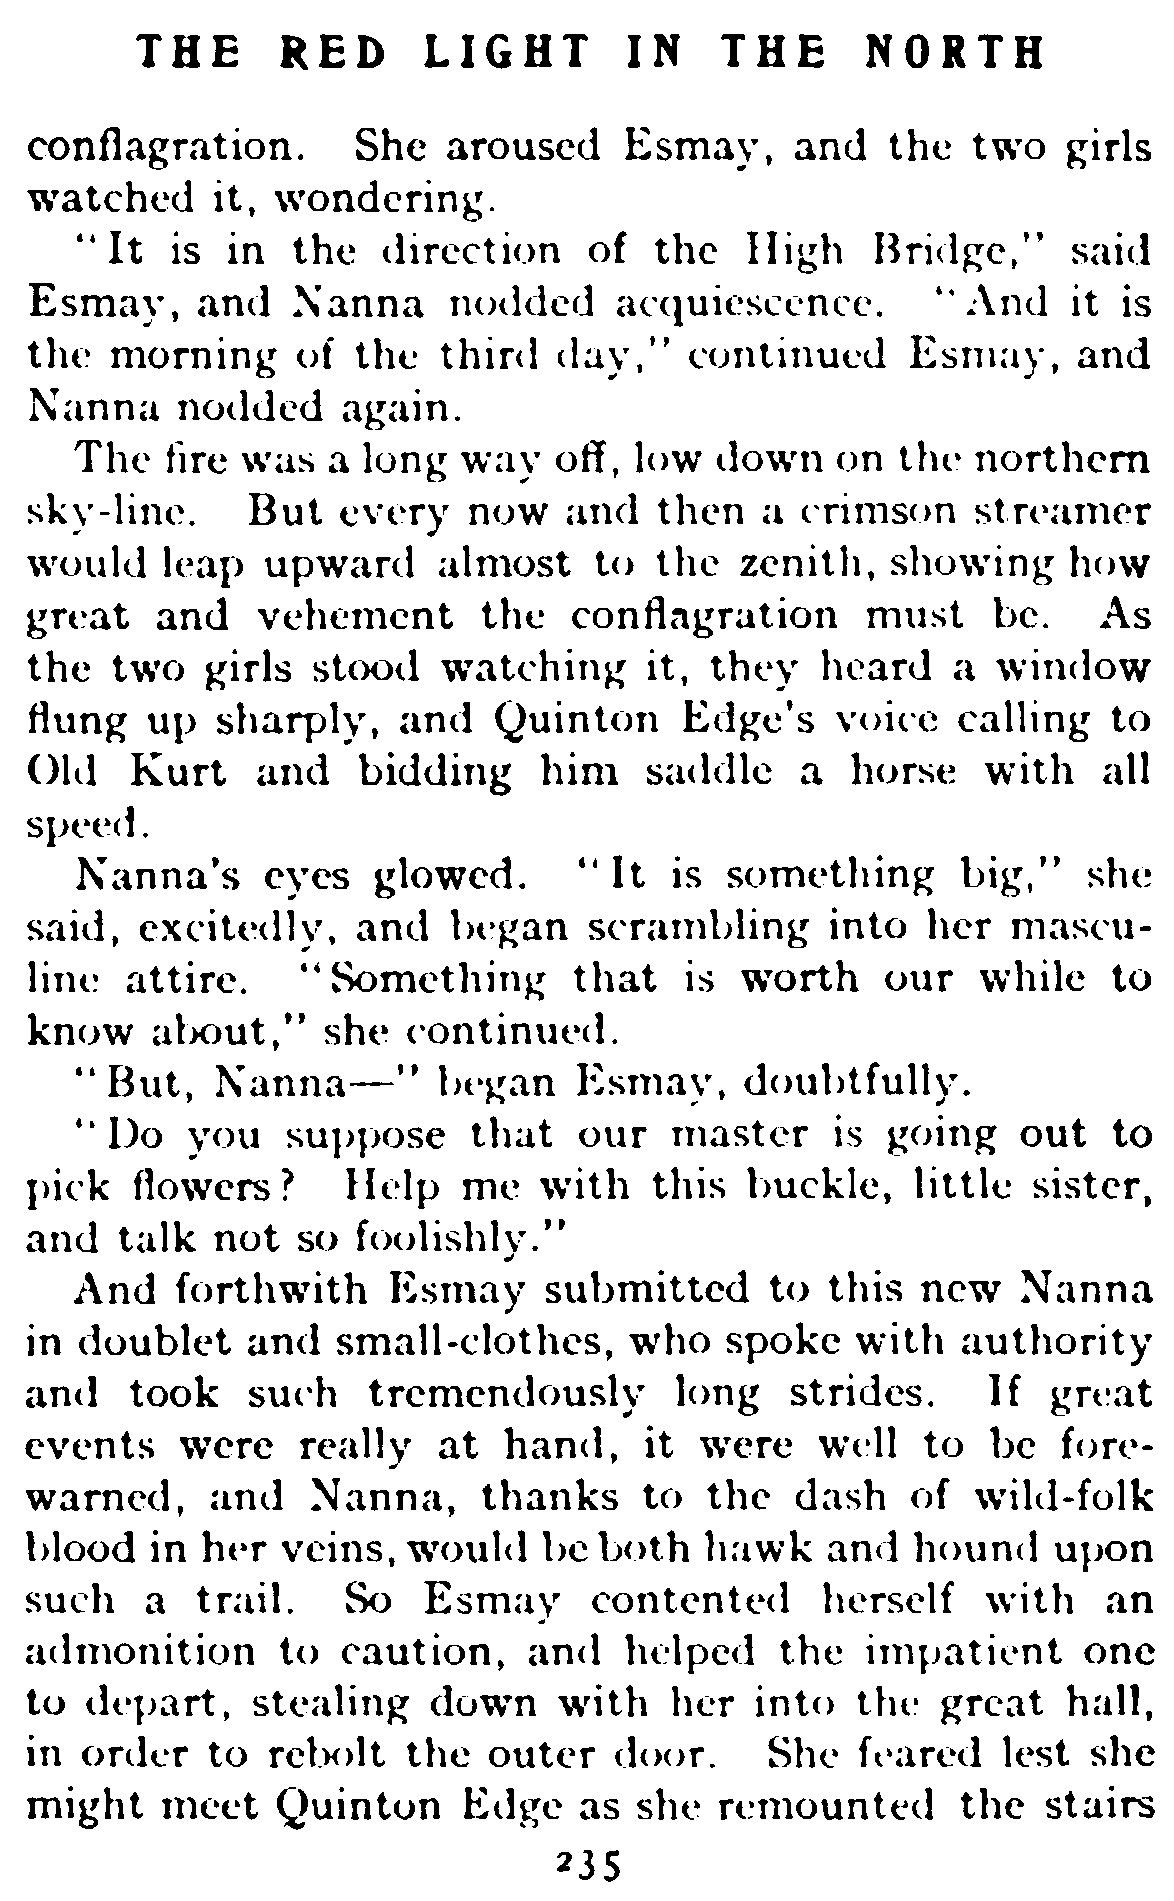 THE RED LIGHT IN THE NORTH
conflagration. She aroused Esmay, and the two girls
watched it, wondering.
"It is in the direction of the High Bridge," said
Esmay, and Nanna nodded acquiescence. "And it is
the morning of the third day," continued Esmay, and
Nanna nodded again.
The fire was a long way off, low down on the northern
sky-line. But every now and then a crimson streamer
would leap upward almost to the zenith, showing how
great and vehement the conflagration must be. As
the two girls stood watching it, they heard a window
flung up sharply, and Quinton Edge's voice calling to
Old Kurt and bidding him saddle a horse with all
speed.
Nanna's eyes glowed. "It is something big," she
said, excitedly, and began scrambling into her mascu-
line attire. "Something that is worth our while to
know about," she continued.
"But, Nanna—" began Esmay, doubtfully.
"Do you suppose that our master is going out to
pick flowers? Help me with this buckle, little sister,
and talk not so foolishly."
And forthwith Esmay submitted to this new Nanna
in doublet and small-clothes, who spoke with authority
and took such tremendously long strides. If great
events were really at hand, it were well to be fore-
warned, and Nanna, thanks to the dash of wild-folk
blood in her veins, would be both hawk and hound upon
such a trail. So Esmay contented herself with an
admonition to caution, and helped the impatient one
to depart, stealing down with her into the great hall,
in order to rebolt the outer door. She feared lest she
might meet Quinton Edge as she remounted the stairs
235